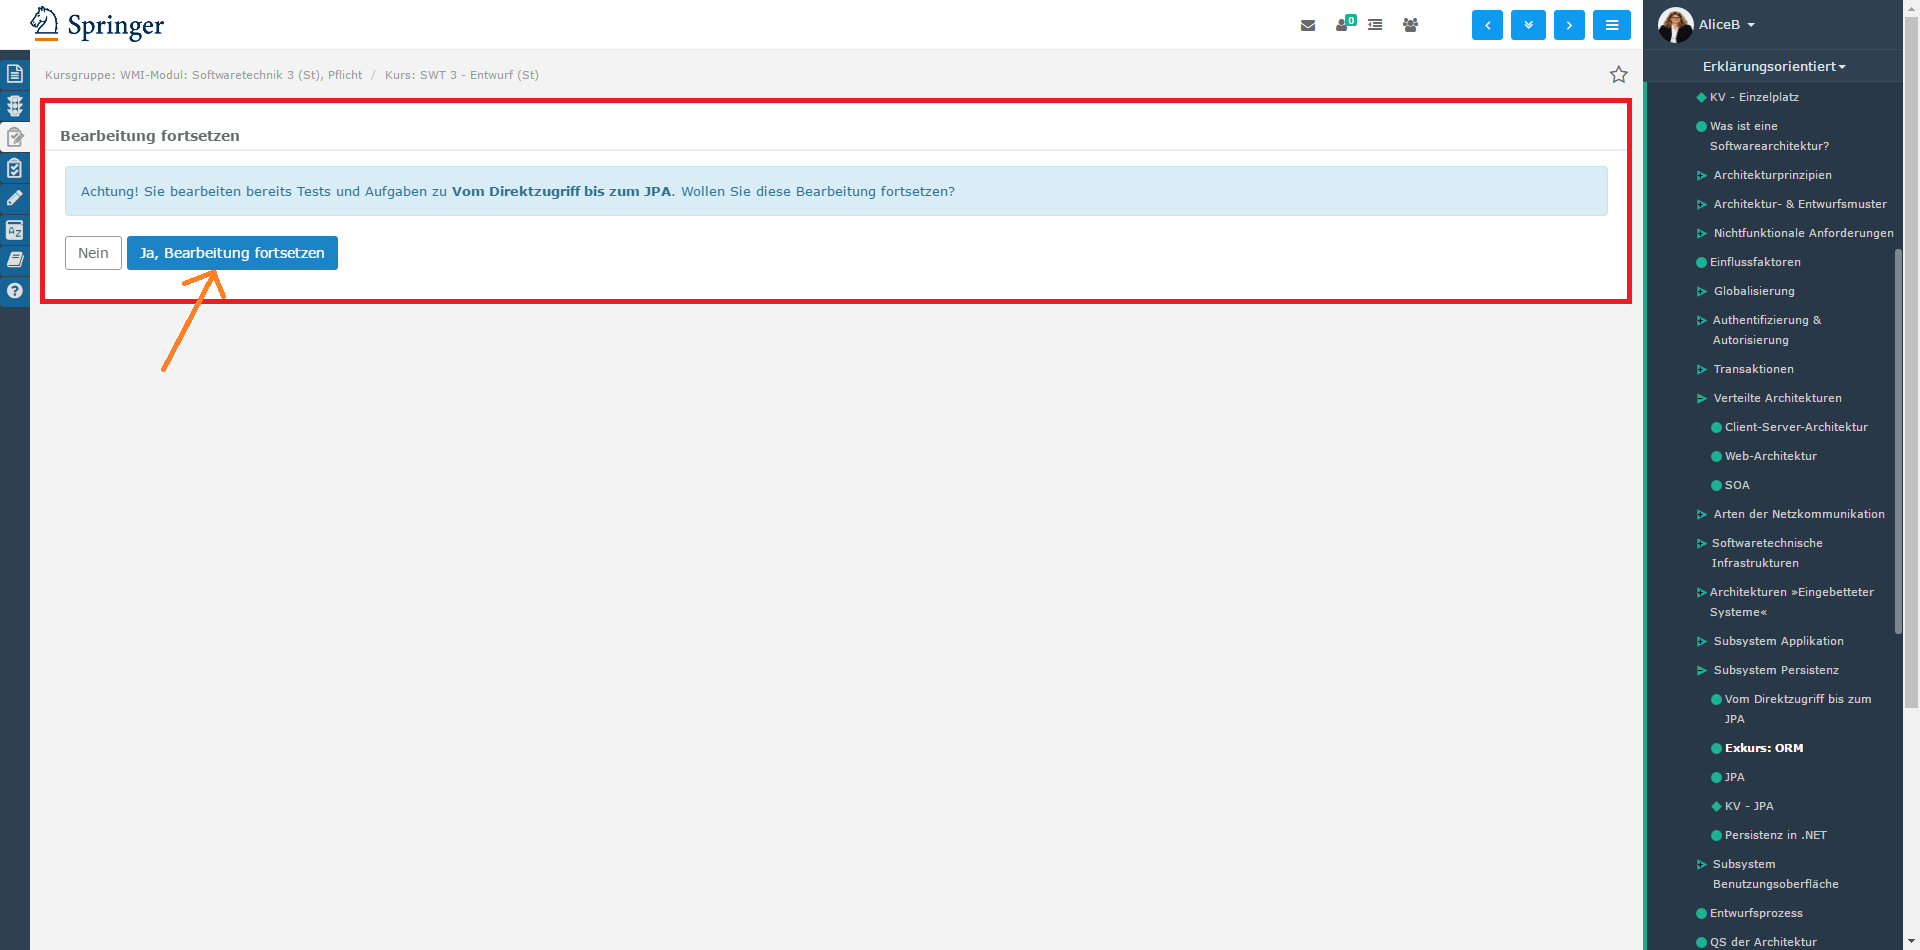 Springer
0
AliceB
Erklärungsorientiert
Kursgruppe: WMI-Modul: Softwaretechnik 3 (St), Pflicht / Kurs: SWT 3 - Entwurf (St)
Bearbeitung fortsetzen
Achtung! Sie bearbeiten bereits Tests und Aufgaben zu Vom Direktzugriff bis zum JPA. Wollen Sie diese Bearbeitung fortsetzen?
Nein
Ja, Bearbeitung fortsetzen
A Z
KV - Einzelplatz
Was ist eine
Softwarearchitektur?
Architekturprinzipien
Architektur- & Entwurfsmuster
Nichtfunktionale Anforderungen
Einflussfaktoren
Globalisierung
Authentifizierung &
Autorisierung
Transaktionen
Verteilte Architekturen
Client-Server-Architektur
Web-Architektur
SOA
Arten der Netzkommunikation
Softwaretechnische
Infrastrukturen
Architekturen »Eingebetteter
Systeme«
Subsystem Applikation
Subsystem Persistenz
Vom Direktzugriff bis zum
JPA
Exkurs: ORM
JPA
KV - JPA
Persistenz in .NET
Subsystem
Benutzungsoberfläche
Entwurfsprozess
QS der Architektur